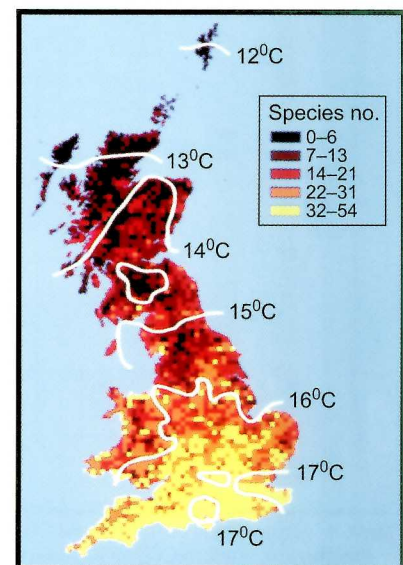 12⁰C
Species no.
0–6
7–13
14–21
22–31
32–54
13⁰C
14⁰C
15⁰C
16⁰C
17⁰C
17⁰C